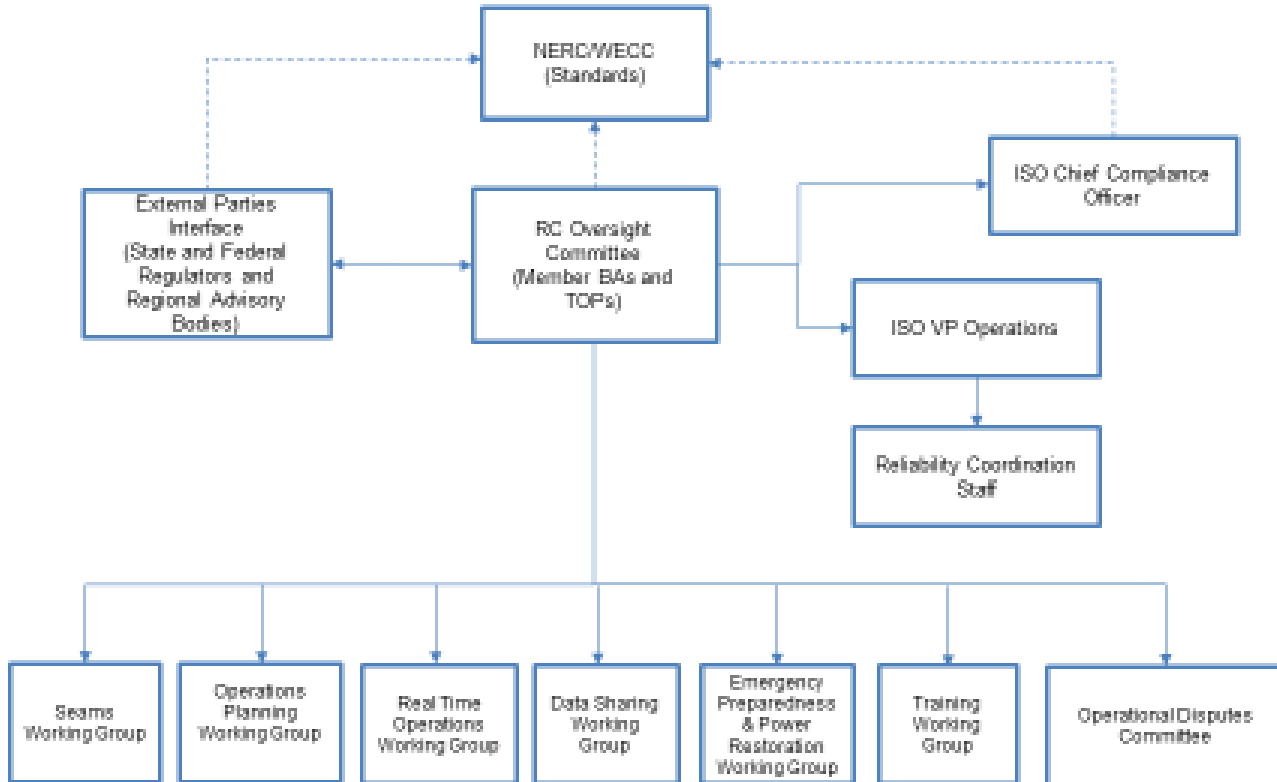 NERC/WECC
(Standards)
ISO Chief Compliance
Officer
External Parties
Interface
(State and Federal
Regulators and
Regional Advisory
Bodies)
RC Oversight
Committee
(Member BAs and
TOPs)
ISO VP Operations
Reliability Coordination
Staff
Seams
Working Group
Operations
Planning
Working Group
Real Time
Operations
Working Group
Data Sharing
Working
Group
Emergency
Preparedness
& Power
Restoration
Working Group
Training
Working
Group
Operational Disputes
Committee